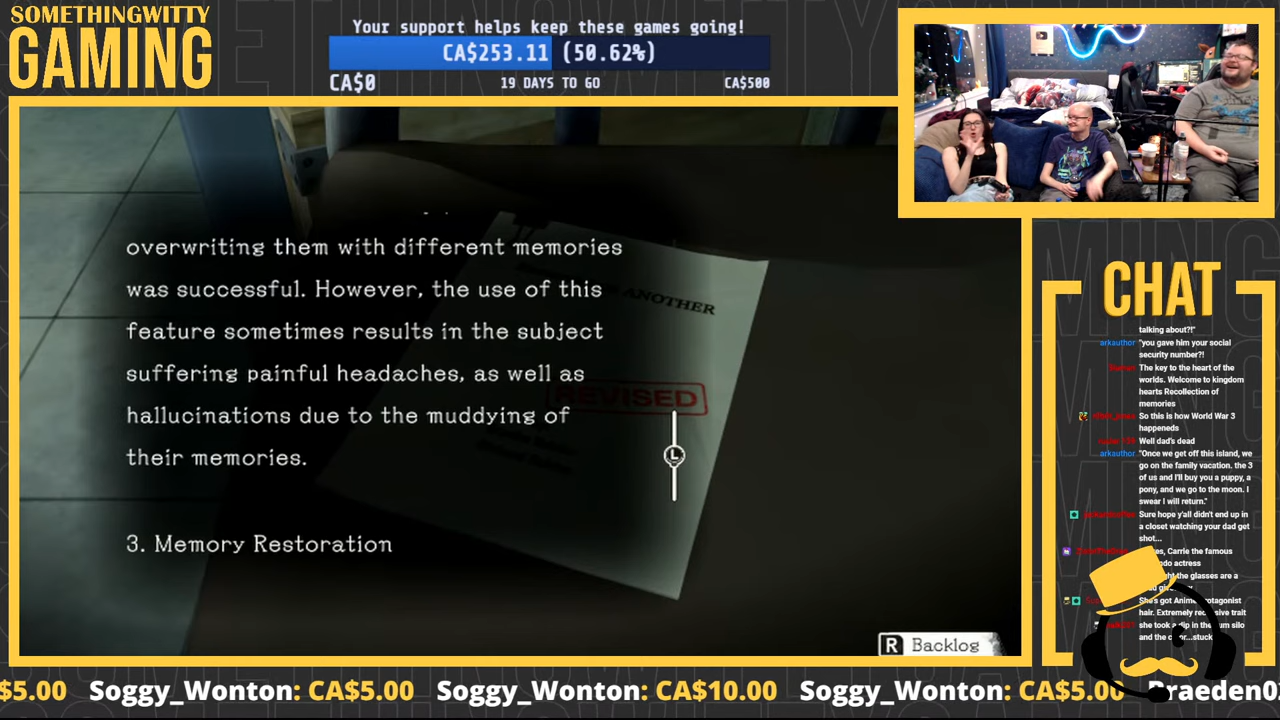 SOMETHINGWITTY
GAMING
Your support helps keep these games going!
CA$253.11 (50.62%)
CA$0
19 DAYS TO GO
CA$500
overwriting them with different memories
was successful. However, the use of this
feature sometimes results in the subject
suffering painful headaches, as well as
hallucinations due to the muddying of
their memories.
3. Memory Restoration
ANOTHER
REVISED
L
R Backlog
CHAT
talking about?!"
arkauthor "you gave him your social
security number?!
The key to the heart of the
worlds. Welcome to kingdom
hearts Recollection of
memories
So this is how World War 3
happeneds
Well dad's dead
arkauthor "Once we get off this island, we
go on the family vacation. the 3
of us and I'll buy you a puppy, a
pony, and we go to the moon. I
swear I will return."
Sure hope y'all didn't end up in
a closet watching your dad get
shot...
Carrie the famous
actress
the glasses are a
She's got Anime
hair. Extremely trait
she took a dip in the silo
and the stuck
$5.00 Soggy_Wonton: CA$5.00 Soggy_Wonton: CA$10.00 Soggy_Wonton: CA$5.00